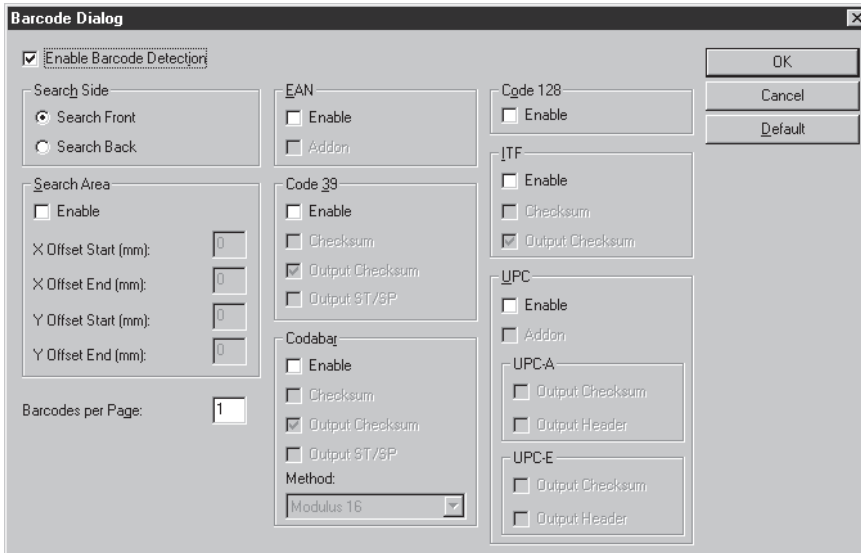 Barcode Dialog
Enable Barcode Detection
Search Side
Search Front
Search Back
Search Area
Enable
X Offset Start (mm):
0
X Offset End (mm):
0
Y Offset Start (mm):
0
Y Offset End (mm):
0
Barcodes per Page:
1
EAN
Enable
Addon
Code 39
Enable
Checksum
Output Checksum
Output ST/SP
Codabar
Enable
Checksum
Output Checksum
Output ST/SP
Method:
Modulus 16
Code 128
Enable
ITF
Enable
Checksum
Output Checksum
UPC
Enable
Addon
UPC-A
Output Checksum
Output Header
UPC-E
Output Checksum
Output Header
OK
Cancel
Default